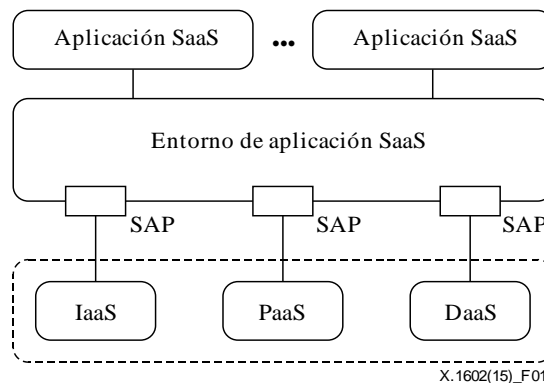 Aplicación SaaS ... Aplicación SaaS
Entorno de aplicación SaaS
SAP SAP SAP
IaaS PaaS DaaS
X.1602(15)_F01